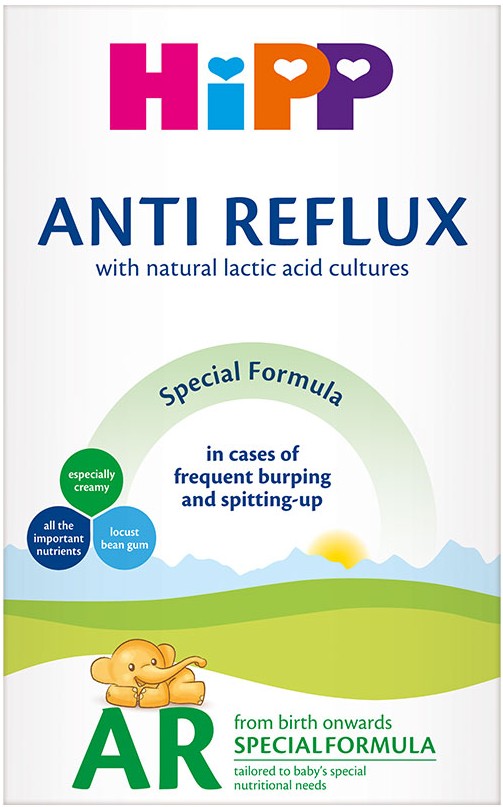 HiPP
ANTI REFLUX
with natural lactic acid cultures
Special Formula
in cases of
frequent burping
and spitting-up
especially
creamy
all the
important
nutrients
locust
bean gum
AR
from birth onwards
SPECIALFORMULA
tailored to baby's special
nutritional needs